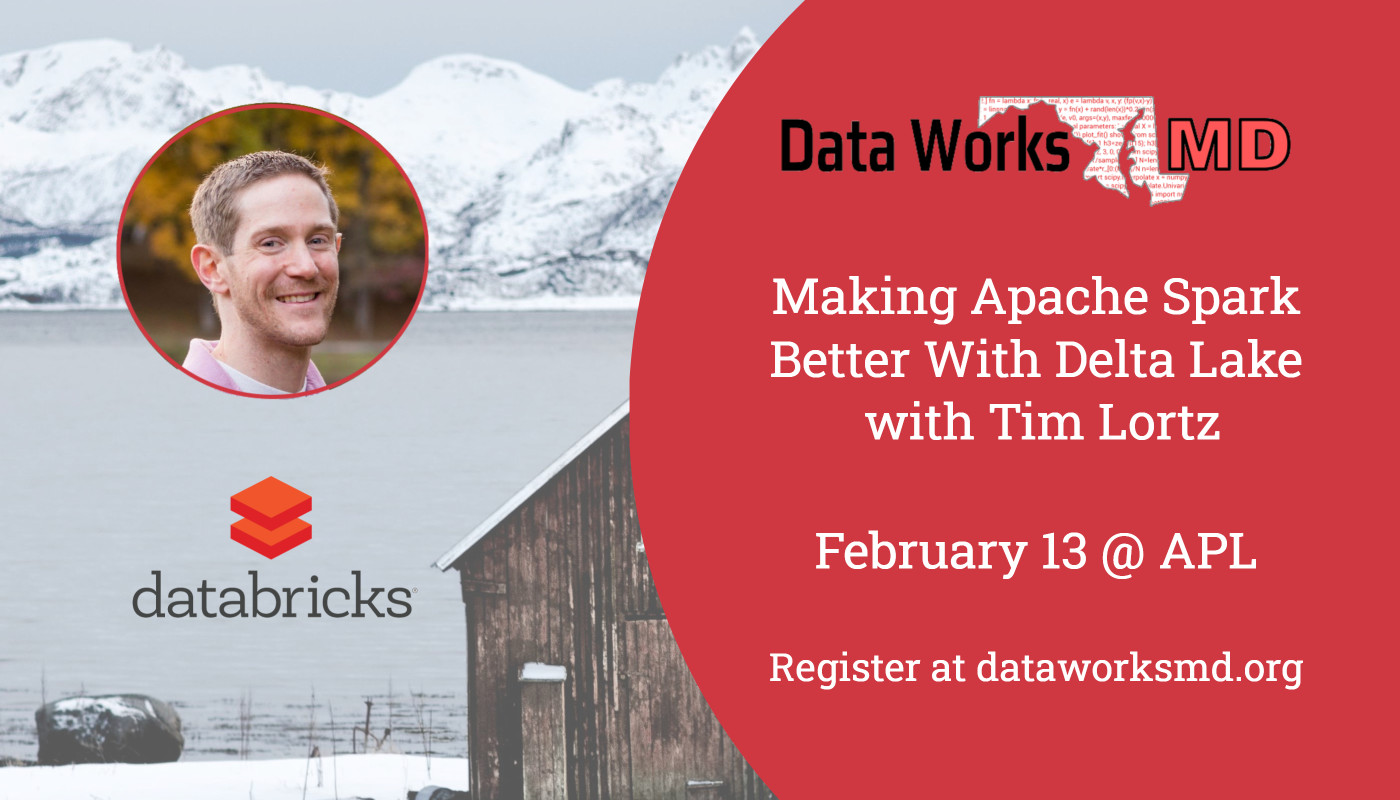 Data Works MD
Making Apache Spark
Better With Delta Lake
with Tim Lortz
February 13 @ APL
Register at dataworksmd.org
databricks